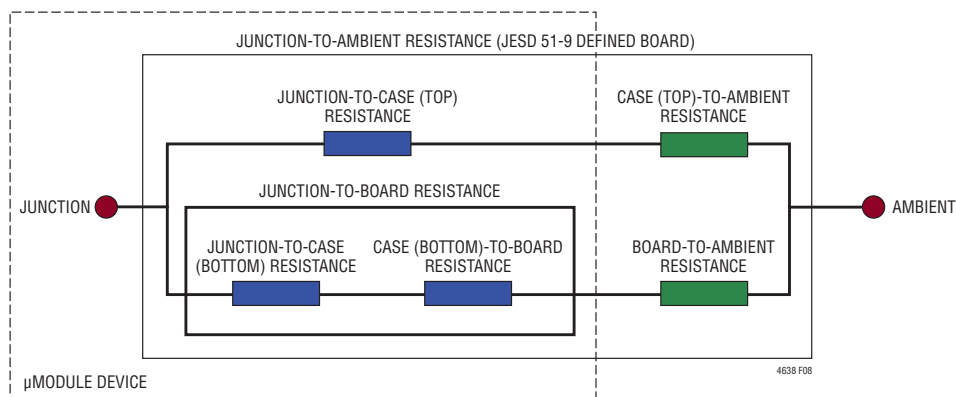 JUNCTION-TO-AMBIENT RESISTANCE (JESD 51-9 DEFINED BOARD)
JUNCTION-TO-CASE (TOP)
RESISTANCE
CASE (TOP)-TO-AMBIENT
RESISTANCE
JUNCTION-TO-BOARD RESISTANCE
JUNCTION
AMBIENT
JUNCTION-TO-CASE
(BOTTOM) RESISTANCE
CASE (BOTTOM)-TO-BOARD
RESISTANCE
BOARD-TO-AMBIENT
RESISTANCE
4638 F08
µMODULE DEVICE